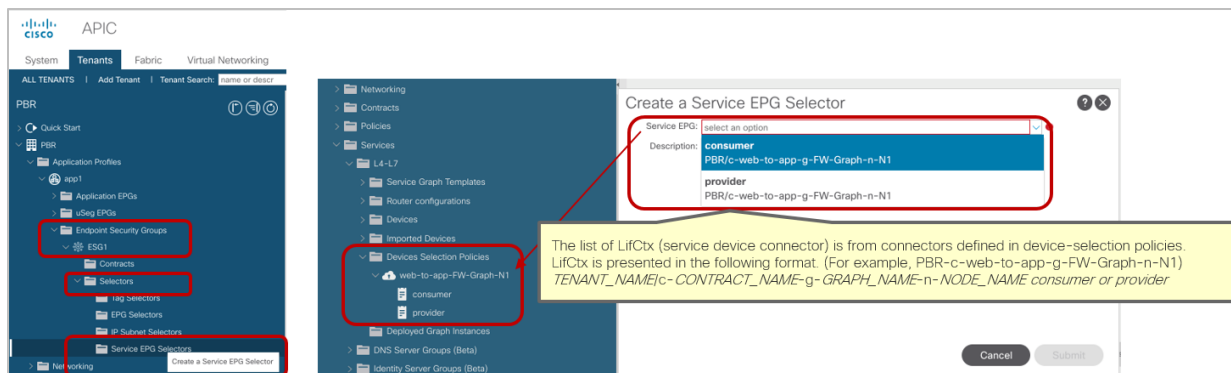 cisco
APIC
System Tenants Fabric Virtual Networking
ALL TENANTS | Add Tenant | Tenant Search: name or descr
PBR
Quick Start
PBR
Application Profiles
app1
Application EPGs
uSeg EPGs
Endpoint Security Groups
ESG1
Contracts
Selectors
Tag Selectors
EPG Selectors
IP Subnet Selectors
Service EPG Selectors
Create a Service EPG Selector
Networking
Networking
Contracts
Policies
Services
L4-L7
Service Graph Templates
Router configurations
Devices
Imported Devices
Devices Selection Policies
web-to-app-FW-Graph-N1
consumer
provider
Deployed Graph Instances
DNS Server Groups (Beta)
Identity Server Groups (Beta)
Create a Service EPG Selector
Service EPG: select an option
Description:
consumer
PBR/c-web-to-app-g-FW-Graph-n-N1
provider
PBR/c-web-to-app-g-FW-Graph-n-N1
The list of LifCtx (service device connector) is from connectors defined in device-selection policies.
LifCtx is presented in the following format. (For example, PBR-c-web-to-app-g-FW-Graph-n-N1)
TENANT_NAME/c-CONTRACT_NAME-g-GRAPH_NAME-n-NODE_NAME consumer or provider
Cancel Submit